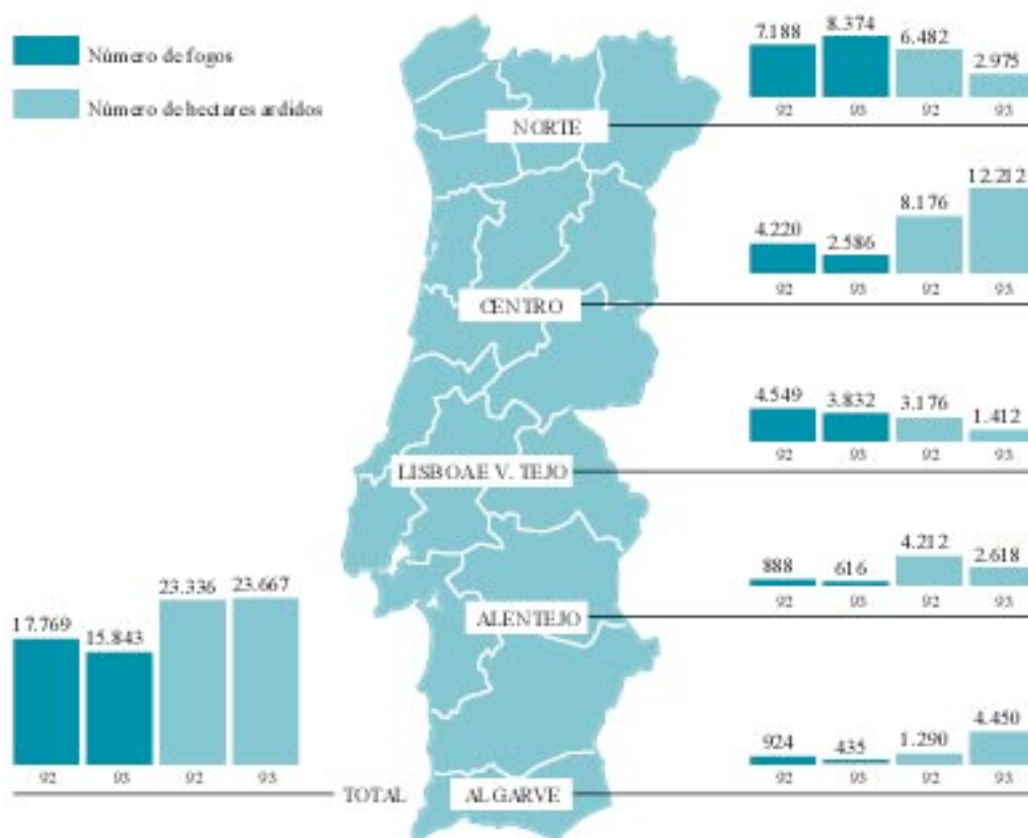 Número de fogos
Número de hectares ardidos
7.188 8.374 6.482 2.975
92 93 92 93
NORTE
4.220 2.586 8.176 12.212
92 93 92 93
CENTRO
4.549 3.832 3.176 1.412
92 93 92 93
LISBOA E V. TEJO
888 616 4.212 2.618
92 93 92 93
ALENTEJO
17.769 15.843 23.336 23.667
92 93 92 93
TOTAL
924 435 1.290 4.450
92 93 92 93
ALGARVE